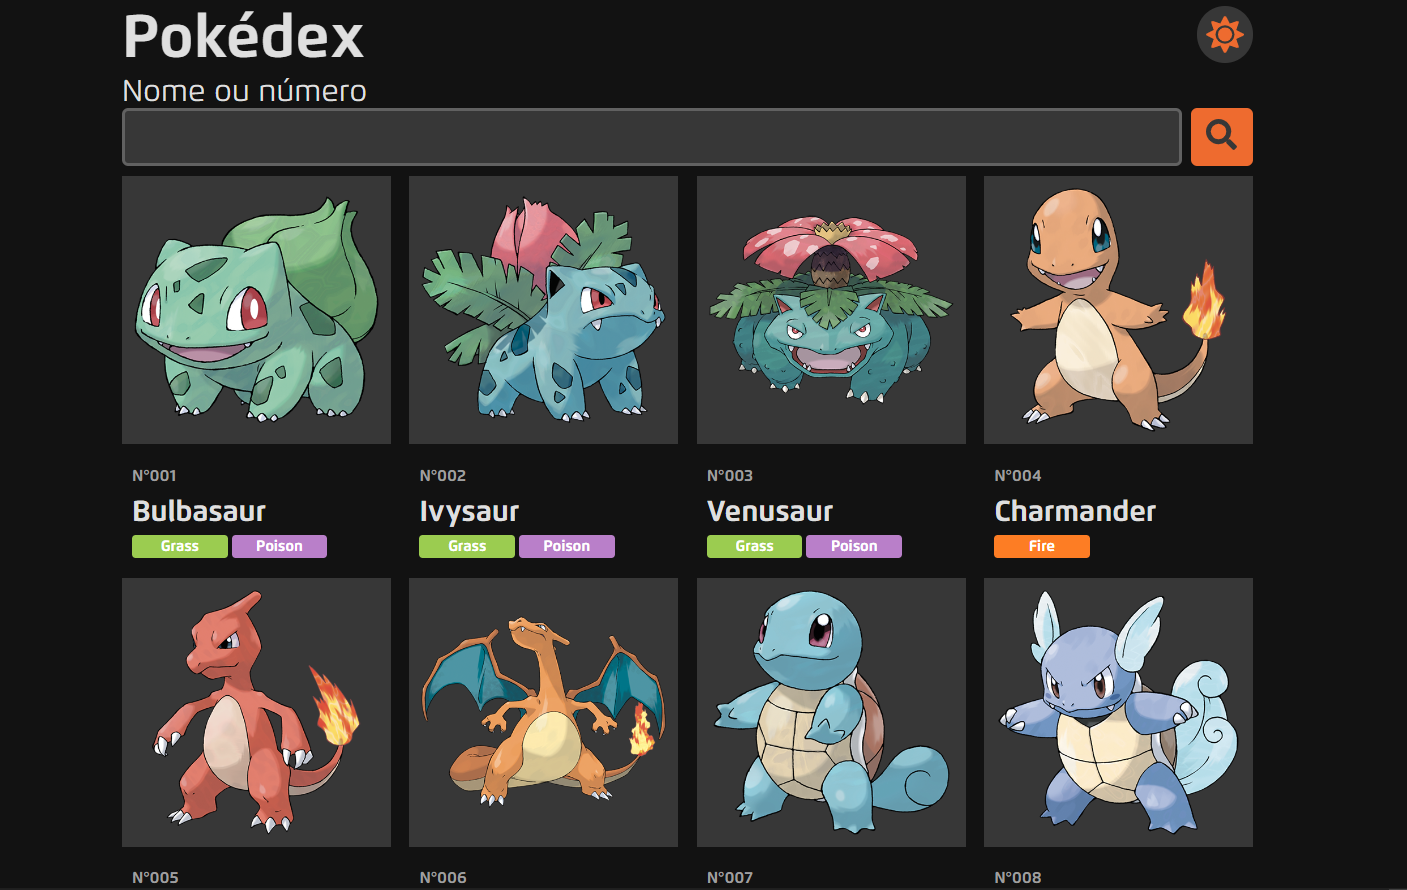 Pokédex
Nome ou número
N°001
Bulbasaur
Grass Poison
N°002
Ivysaur
Grass Poison
N°003
Venusaur
Grass Poison
N°004
Charmander
Fire
N°005
N°006
N°007
N°008